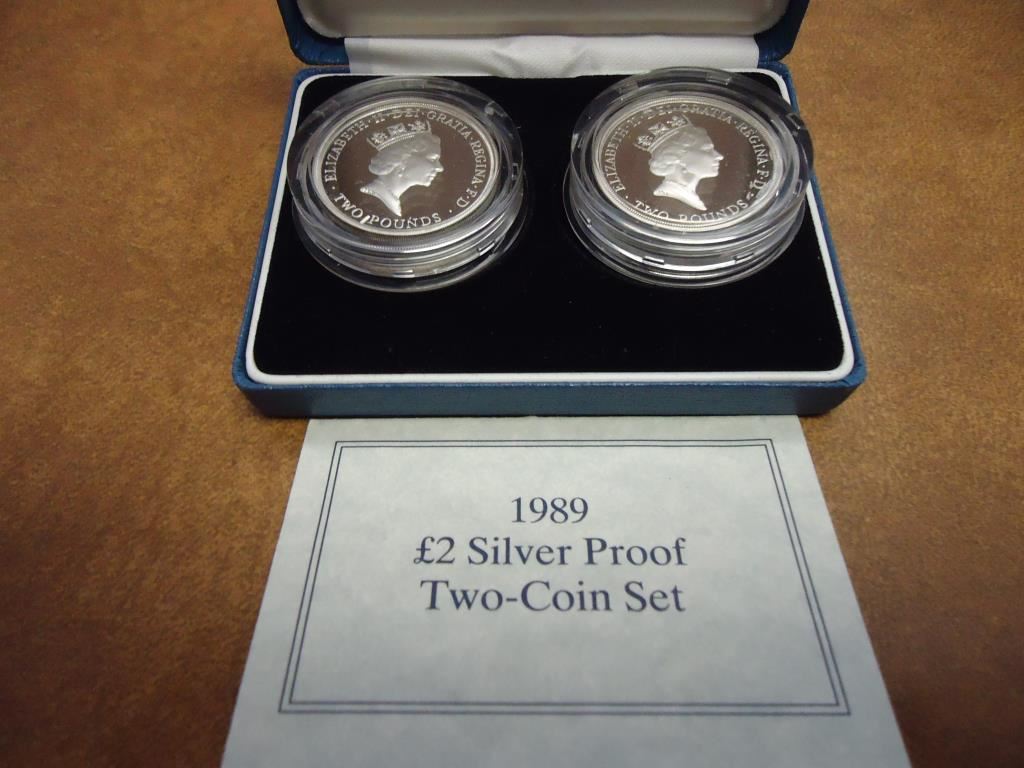 · ELIZABETH · II · DEI · GRATIA · REGINA · F · D ·
TWO POUNDS
· ELIZABETH · II · DEI · GRATIA · REGINA · F · D ·
TWO POUNDS
1989
£2 Silver Proof
Two-Coin Set